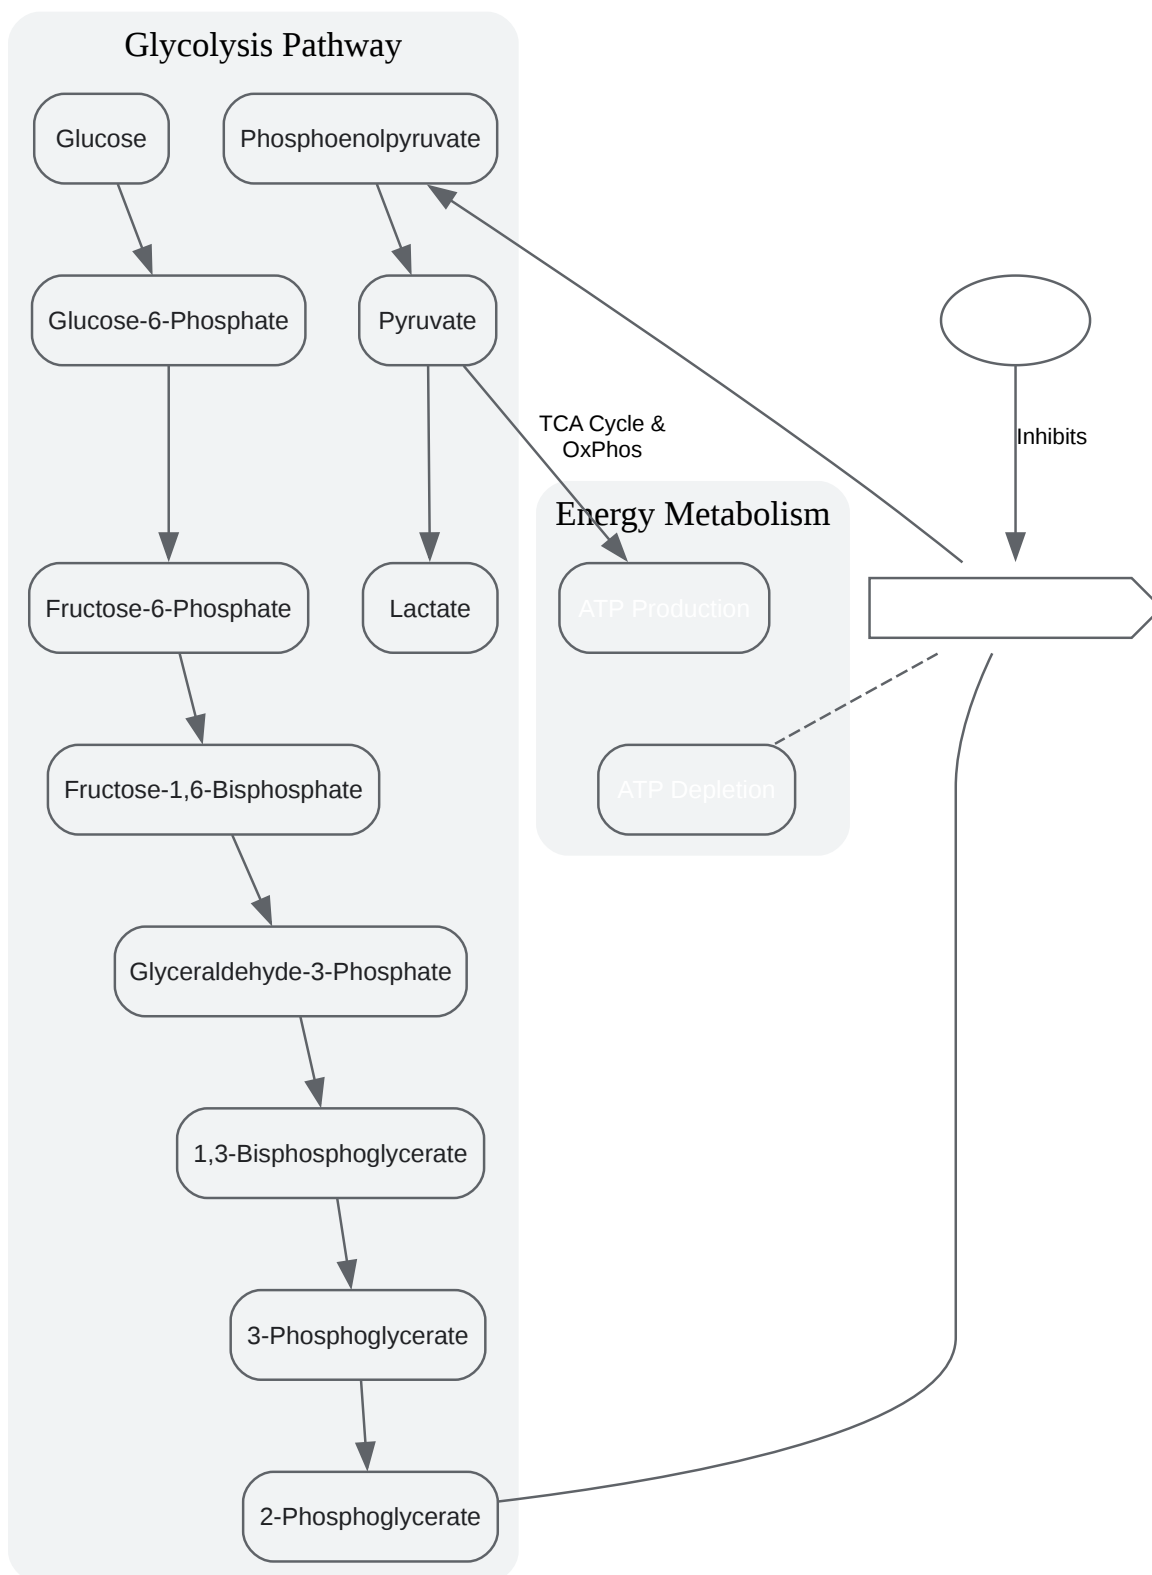 Glycolysis Pathway
Glucose
Phosphoenolpyruvate
Glucose-6-Phosphate
Pyruvate
TCA Cycle &
OxPhos
Inhibits
Energy Metabolism
Fructose-6-Phosphate
Lactate
ATP Production
Fructose-1,6-Bisphosphate
ATP Depletion
Glyceraldehyde-3-Phosphate
1,3-Bisphosphoglycerate
3-Phosphoglycerate
2-Phosphoglycerate